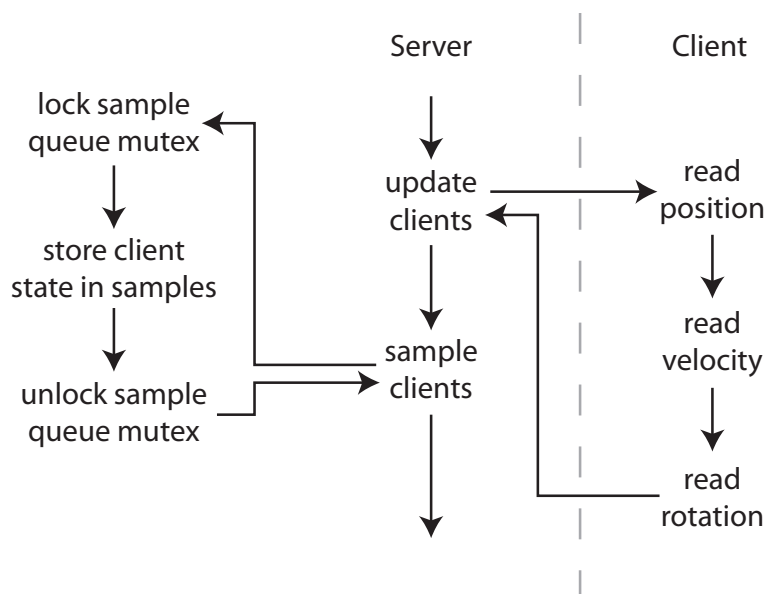 Server
Client
lock sample
queue mutex
store client
state in samples
unlock sample
queue mutex
update
clients
sample
clients
read
position
read
velocity
read
rotation